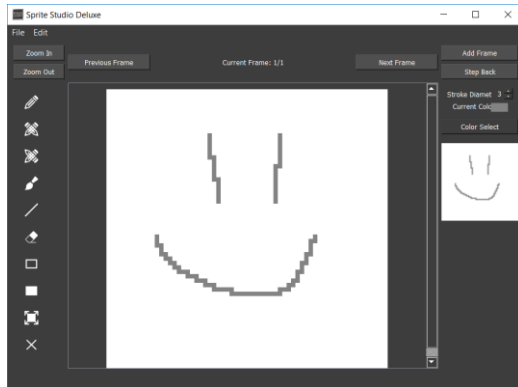 Sprite Studio Deluxe
File Edit
Zoom In
Zoom Out
Previous Frame
Current Frame: 1/1
Next Frame
Add Frame
Step Back
Stroke Diamet 3
Current Colo
Color Select